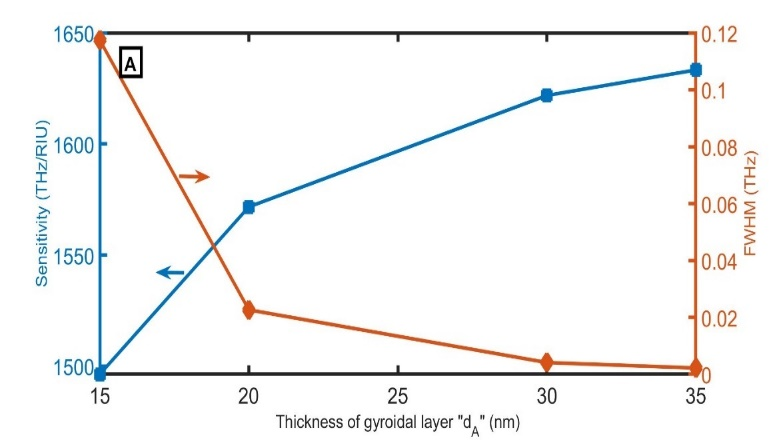 A
1650
1600
1550
1500
Sensitivity (THz/RIU)
0.12
0.1
0.08
0.06
0.04
0.02
0
FWHM (THz)
15 20 25 30 35
Thickness of gyroidal layer "dA" (nm)